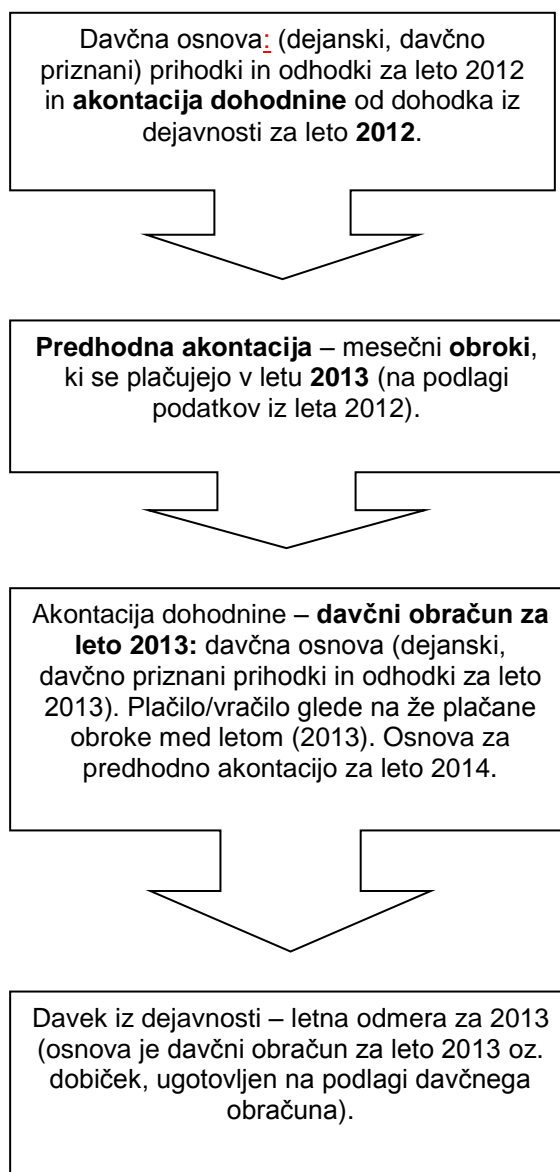 Davčna osnova: (dejanski, davčno
priznani) prihodki in odhodki za leto 2012
in akontacija dohodnine od dohodka iz
dejavnosti za leto 2012.
Predhodna akontacija – mesečni obroki,
ki se plačujejo v letu 2013 (na podlagi
podatkov iz leta 2012).
Akontacija dohodnine – davčni obračun za
leto 2013: davčna osnova (dejanski,
davčno priznani prihodki in odhodki za leto
2013). Plačilo/vračilo glede na že plačane
obroke med letom (2013). Osnova za
predhodno akontacijo za leto 2014.
Davek iz dejavnosti – letna odmera za 2013
(osnova je davčni obračun za leto 2013 oz.
dobiček, ugotovljen na podlagi davčnega
obračuna).